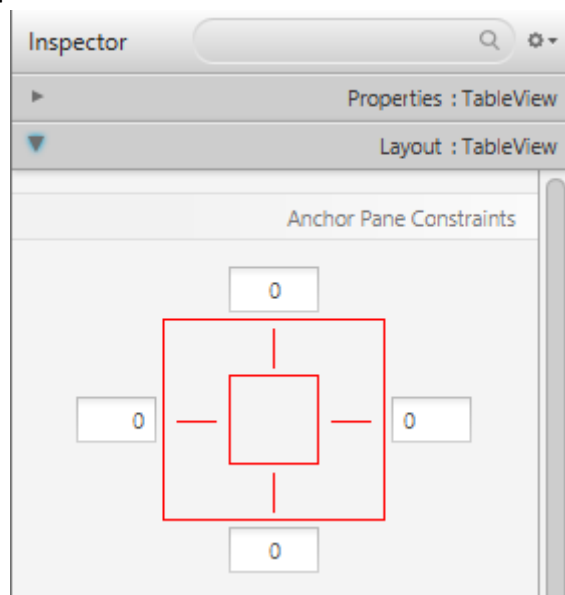 Inspector
Properties : TableView
Layout : TableView
Anchor Pane Constraints
0
0 0
0